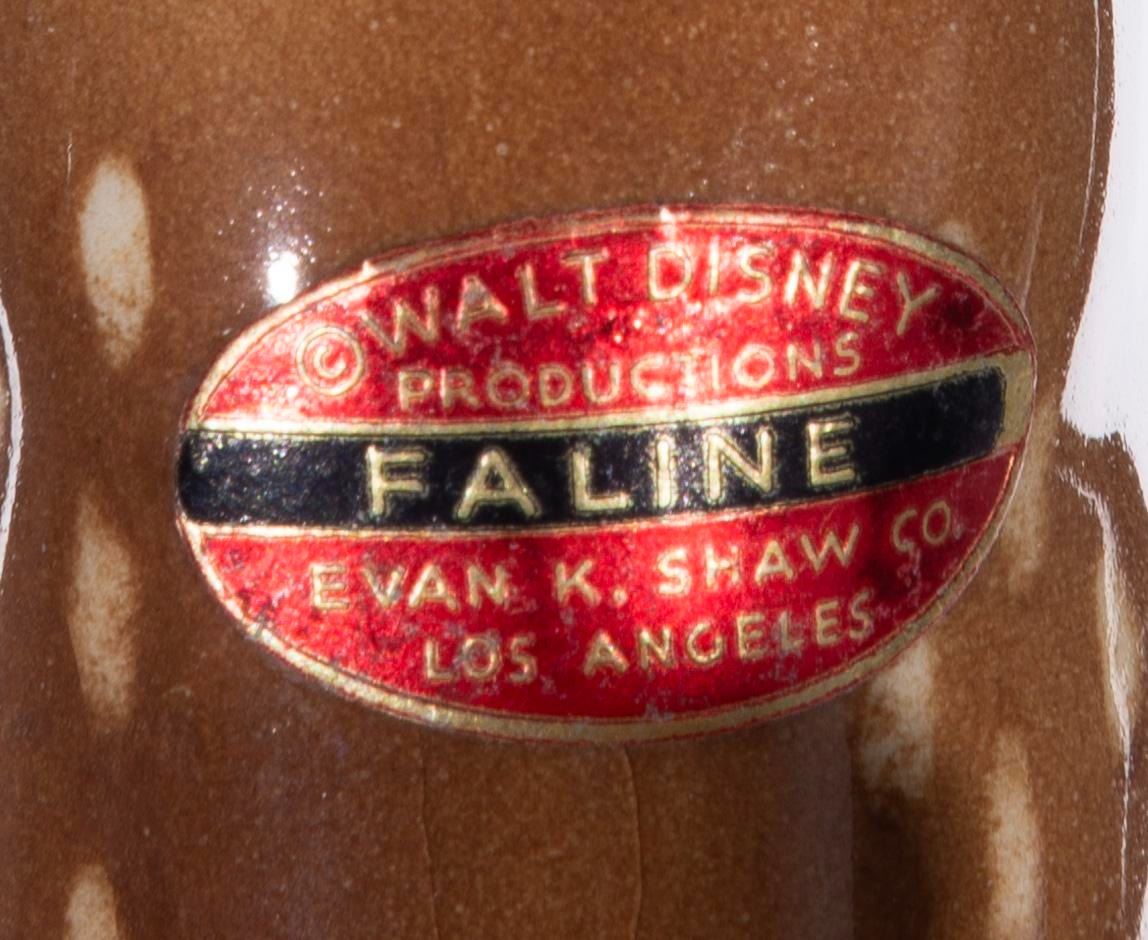 ©WALT DISNEY
PRODUCTIONS
FALINE
EVAN K. SHAW CO.
LOS ANGELES